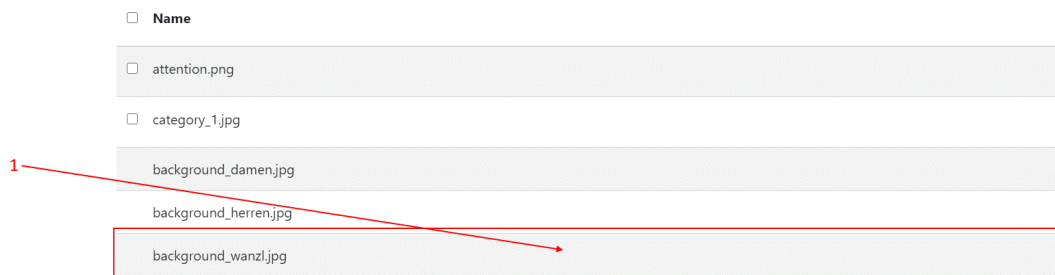 Name
attention.png
category_1.jpg
background_damen.jpg
1
background_herren.jpg
background_wanzl.jpg